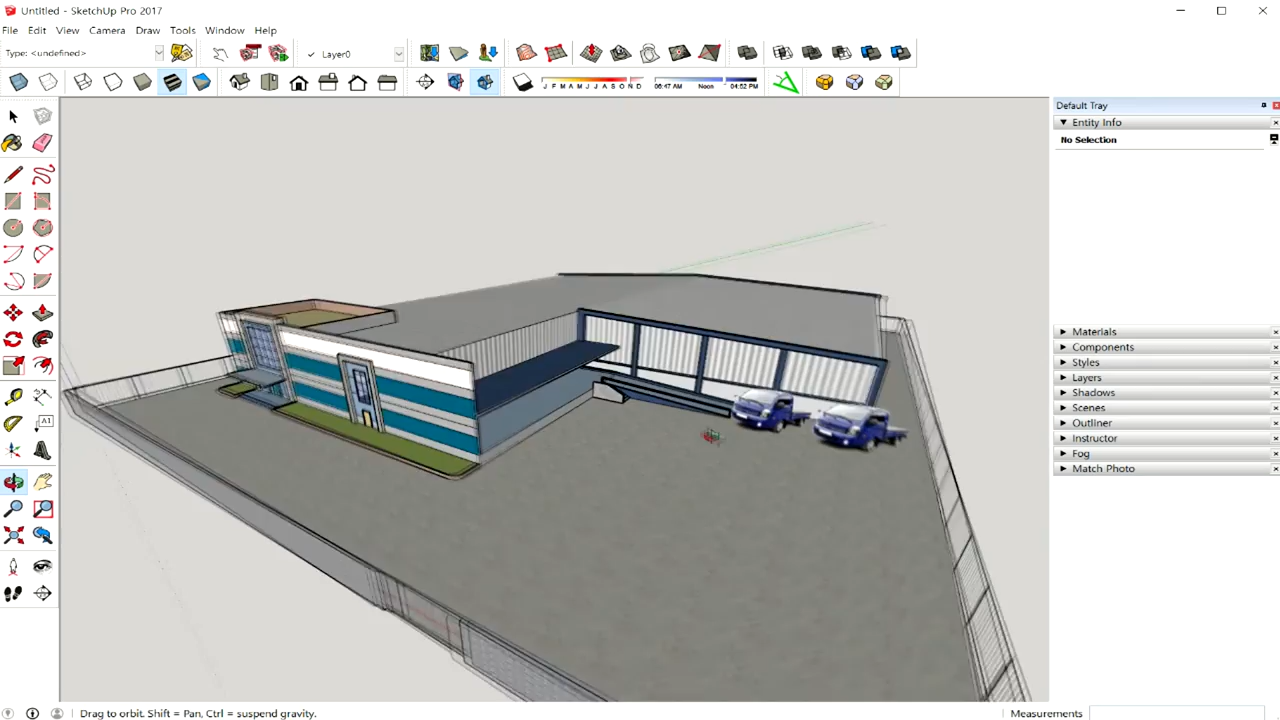 Untitled - SketchUp Pro 2017
File Edit View Camera Draw Tools Window Help
Type: <undefined>
Layer0
J F M A M J J A S O N D
06:47 AM Noon 04:52 PM
Default Tray
Entity Info
No Selection
Materials
Components
Styles
Layers
Shadows
Scenes
Outliner
Instructor
Fog
Match Photo
A1
Drag to orbit. Shift = Pan, Ctrl = suspend gravity.
Measurements